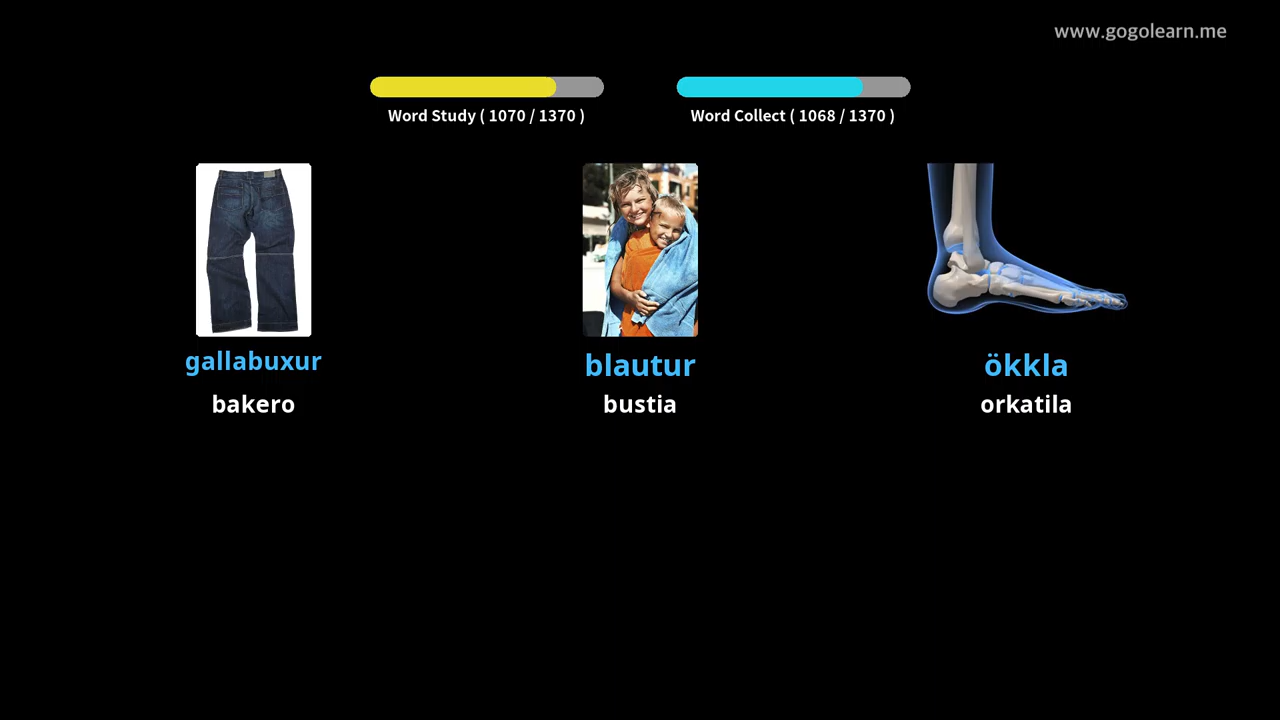 www.gogolearn.me
Word Study ( 1070 / 1370 )
Word Collect ( 1068 / 1370 )
gallabuxur
blautur
ökkla
bakero
bustia
orkatila